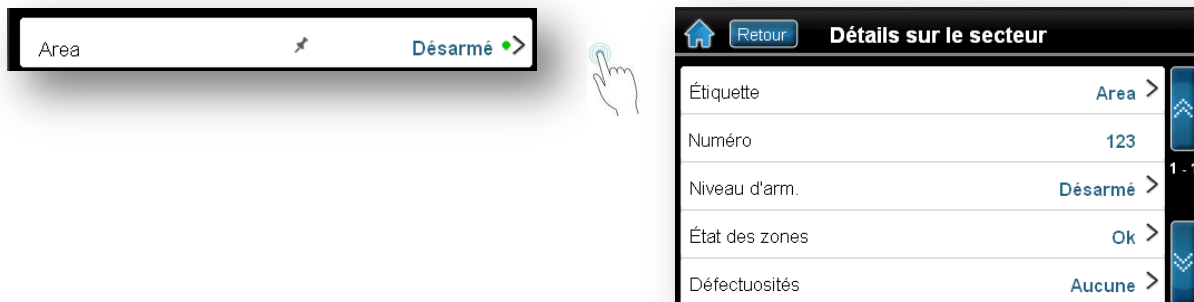 Area Désarmé
Retour Détails sur le secteur
Étiquette Area
Numéro 123
Niveau d'arm. Désarmé
État des zones Ok
Défectuosités Aucune